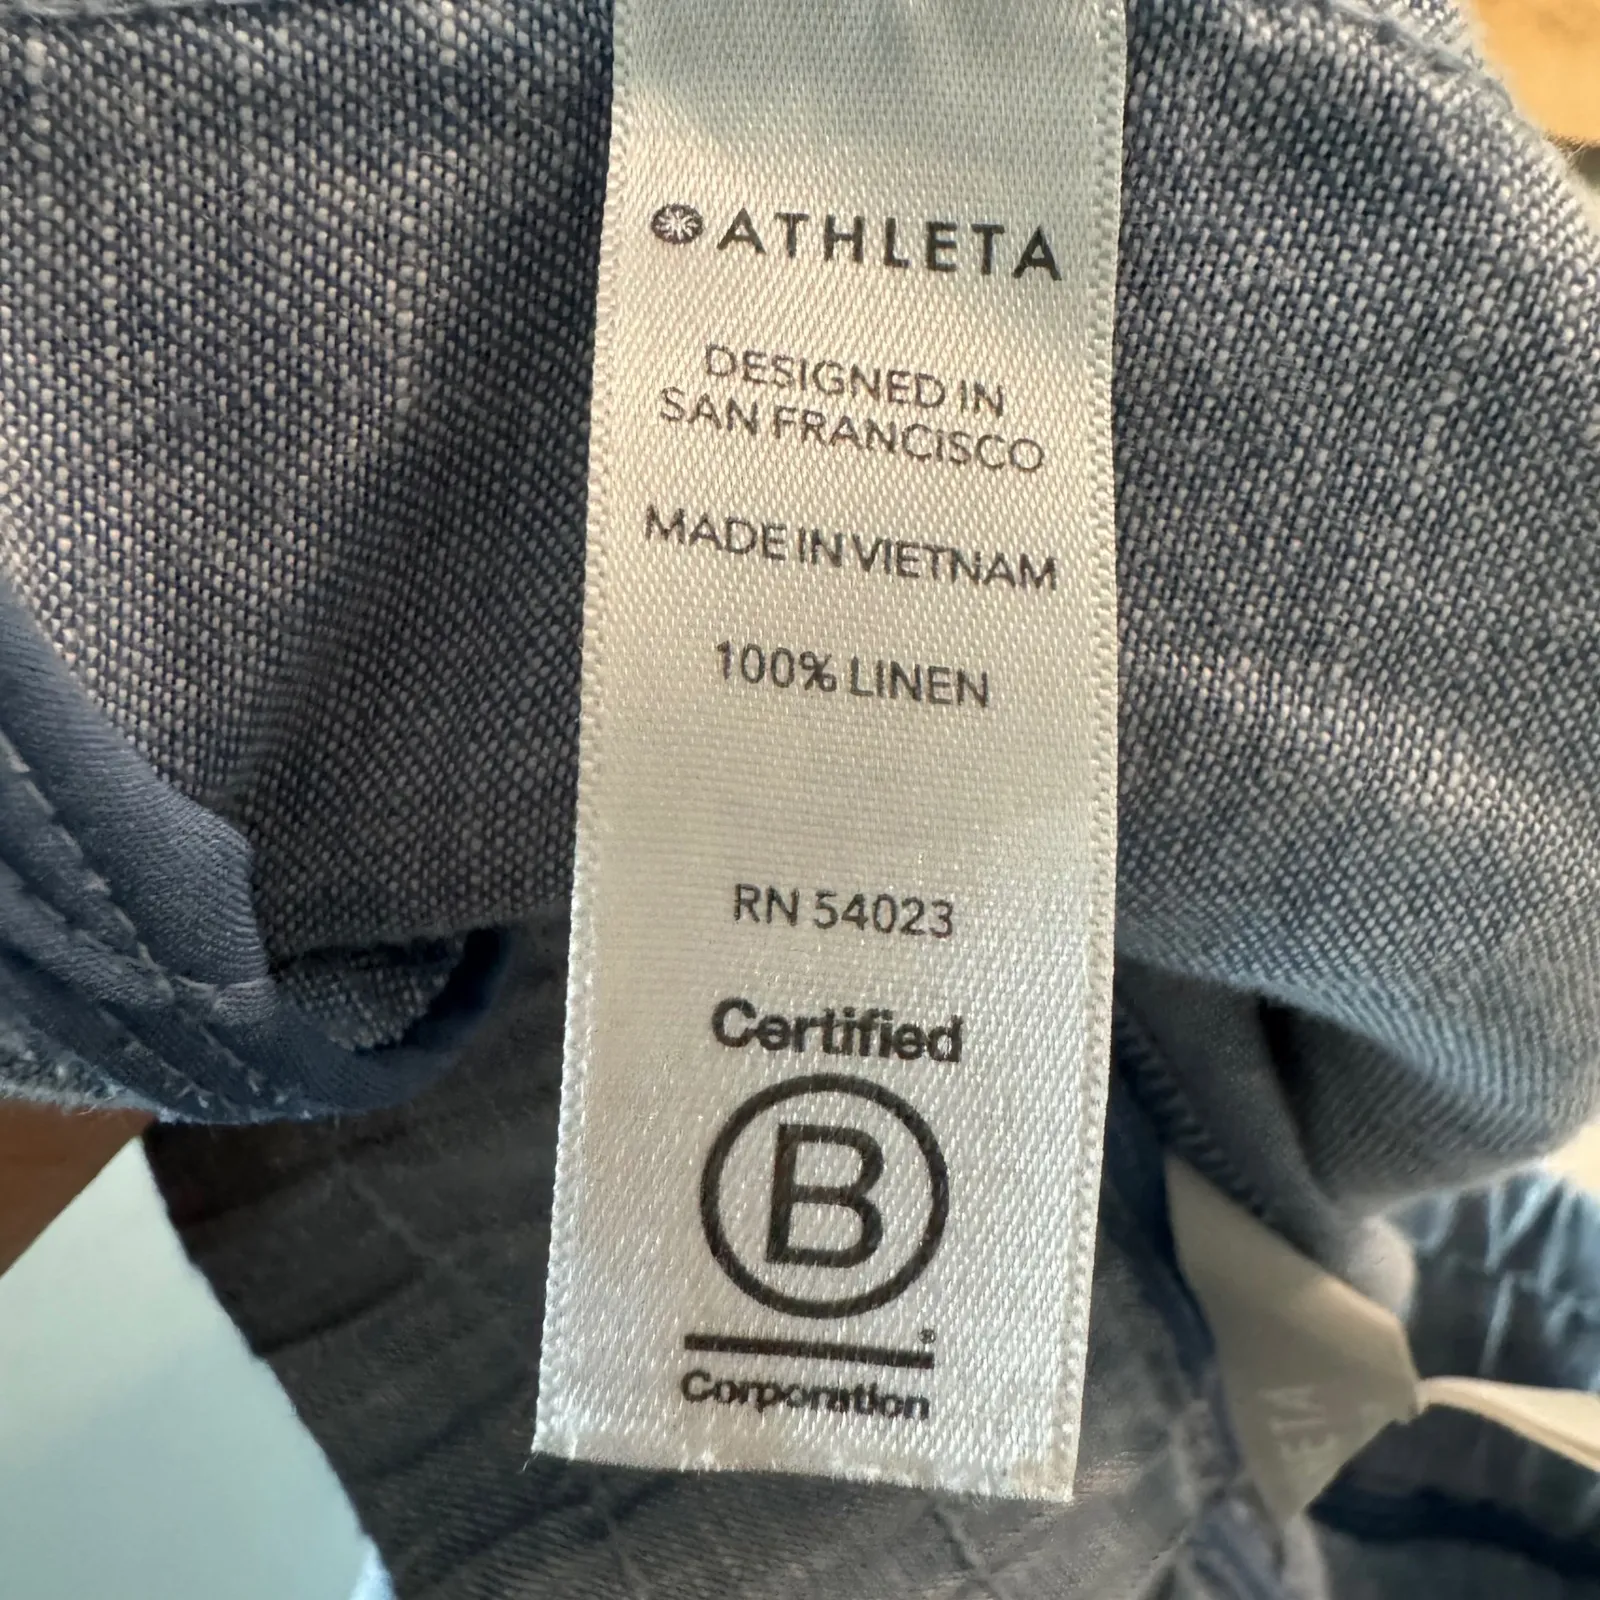 ATHLETA
DESIGNED IN
SAN FRANCISCO
MADE IN VIETNAM
100% LINEN
RN 54023
Certified
B
®
Corporation